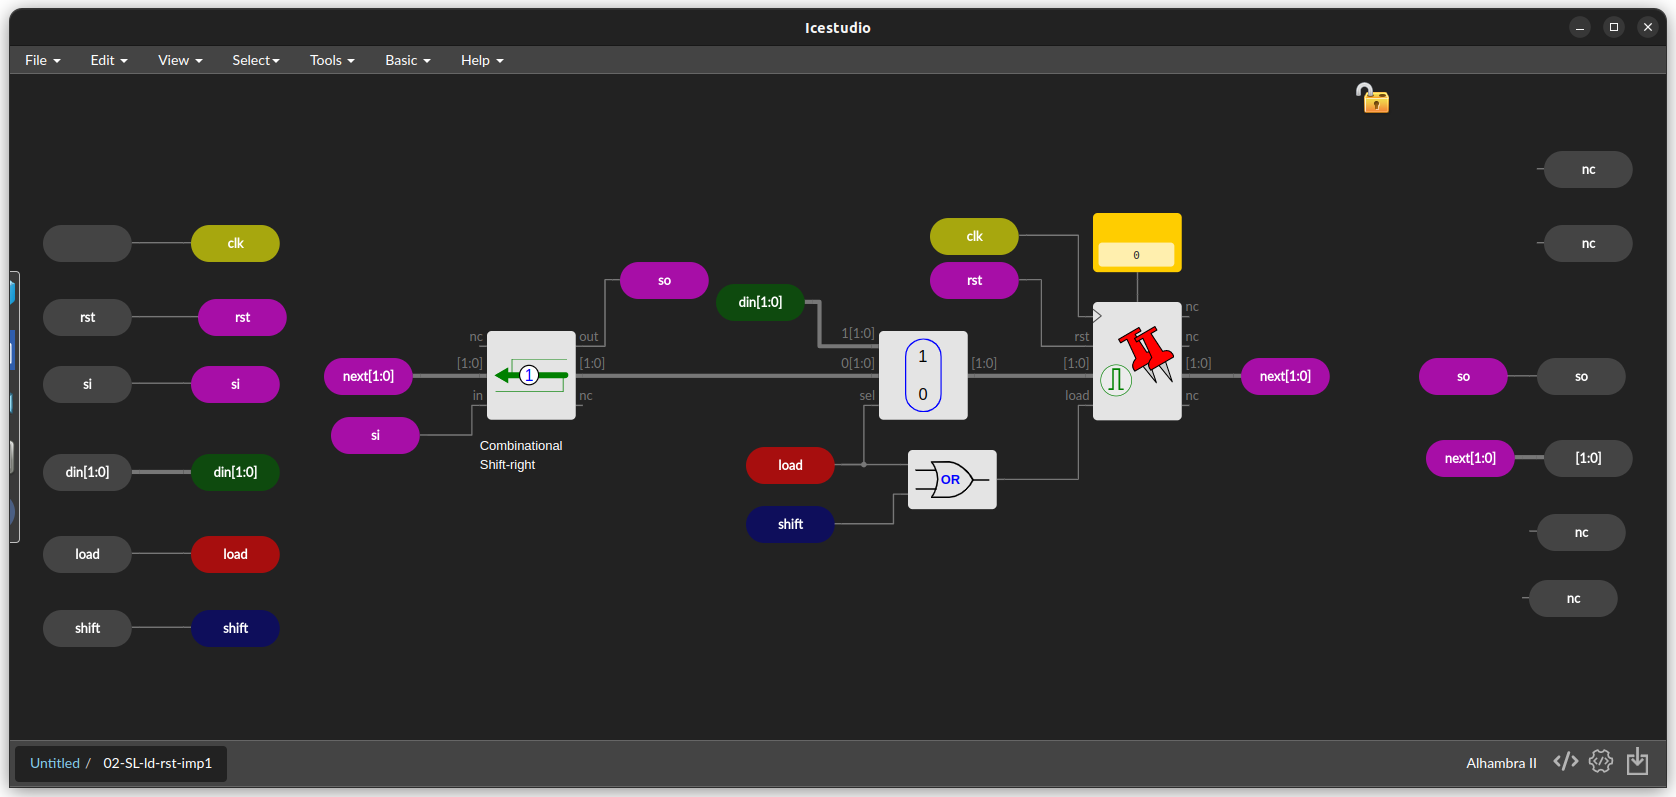 Icestudio
File Edit View Select Tools Basic Help
nc
nc
clk
rst rst
si si
din[1:0] din[1:0]
load load
shift shift
next[1:0]
si
nc
[1:0]
in
1
out
[1:0]
nc
Combinational
Shift-right
so
din[1:0]
1[1:0]
0[1:0]
sel
1
0
[1:0]
load
shift
OR
clk
rst
0
rst
[1:0]
load
nc
nc
[1:0]
nc
next[1:0]
so so
next[1:0] [1:0]
nc
nc
Untitled / 02-SL-ld-rst-imp1
Alhambra II